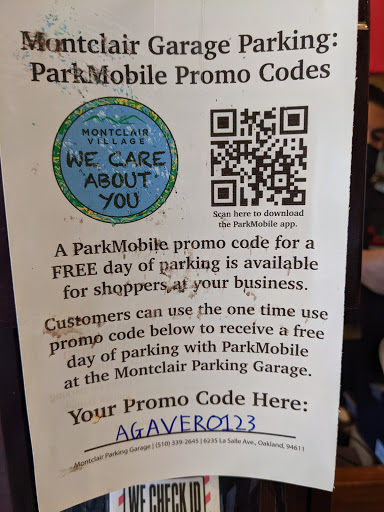 Montclair Garage Parking:
ParkMobile Promo Codes
MONTCLAIR
VILLAGE
WE CARE
ABOUT
YOU
Scan here to download
the ParkMobile app.
A ParkMobile promo code for a
FREE day of parking is available
for shoppers at your business.
Customers can use the one time use
promo code below to receive a free
day of parking with ParkMobile
at the Montclair Parking Garage.
Your Promo Code Here:
AGAVERO123
Montclair Parking Garage | (510) 339-2645 | 6235 La Salle Ave., Oakland, 94611
WE CHECK ID